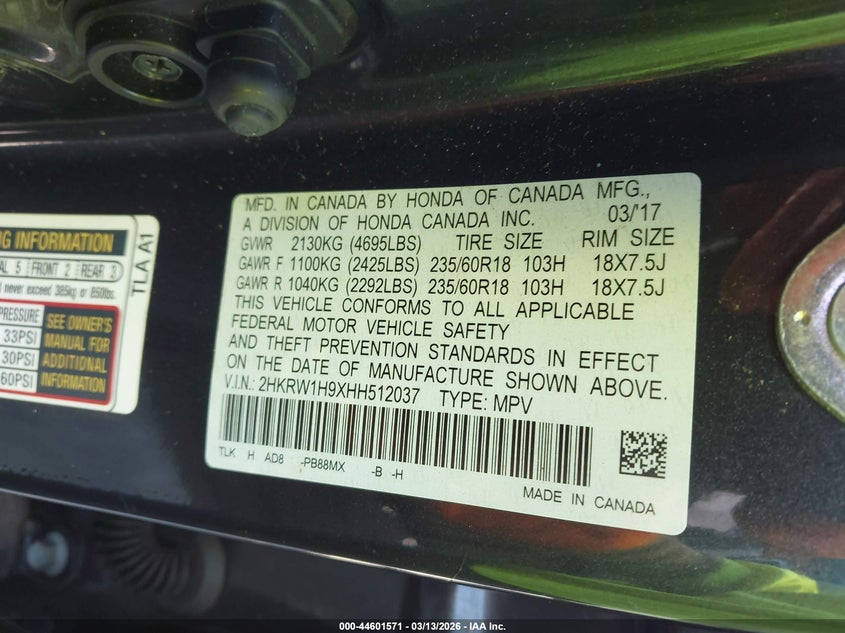 MFD. IN CANADA BY HONDA OF CANADA MFG.,
A DIVISION OF HONDA CANADA INC. 03/'17
GVWR 2130KG (4695LBS) TIRE SIZE RIM SIZE
GAWR F 1100KG (2425LBS) 235/60R18 103H 18X7.5J
GAWR R 1040KG (2292LBS) 235/60R18 103H 18X7.5J
THIS VEHICLE CONFORMS TO ALL APPLICABLE
FEDERAL MOTOR VEHICLE SAFETY
AND THEFT PREVENTION STANDARDS IN EFFECT
ON THE DATE OF MANUFACTURE SHOWN ABOVE.
V.I.N.: 2HKRW1H9XHH512037 TYPE: MPV
TLK H AD8 -PB88MX -B -H
MADE IN CANADA
INFORMATION
5 FRONT 2 REAR 3
never exceed 385kg or 850lbs.
PRESSURE
33PSI
30PSI
60PSI
SEE OWNER'S
MANUAL FOR
ADDITIONAL
INFORMATION
TLA A1
000-44601571 — 03/13/2026 — IAA Inc.